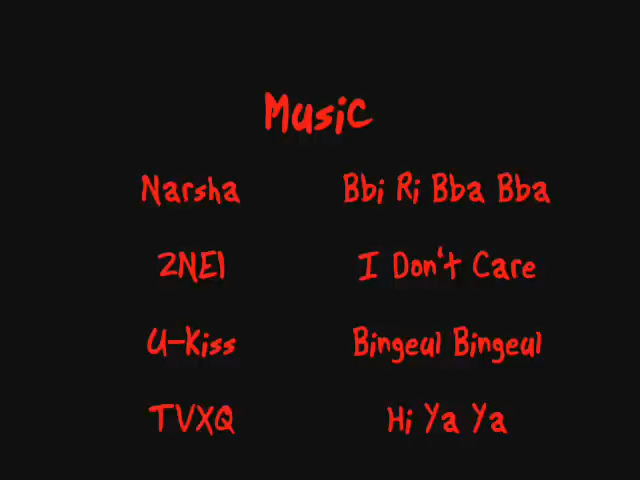 Music
Narsha Bbi Ri Bba Bba
2NE1 I Don't Care
U-Kiss Bingeul Bingeul
TVXQ Hi Ya Ya